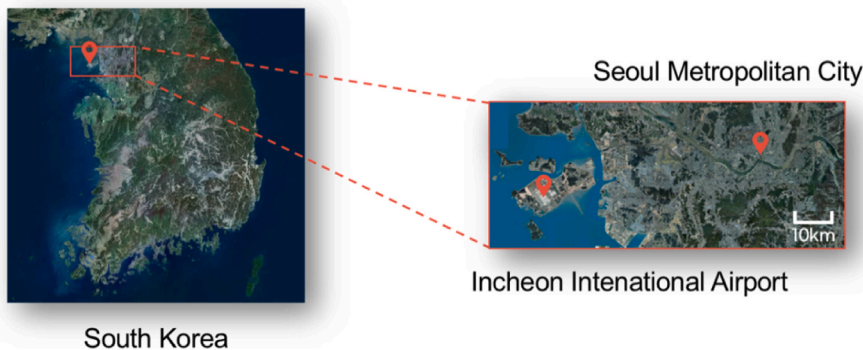 Seoul Metropolitan City
10km
Incheon Intenational Airport
South Korea